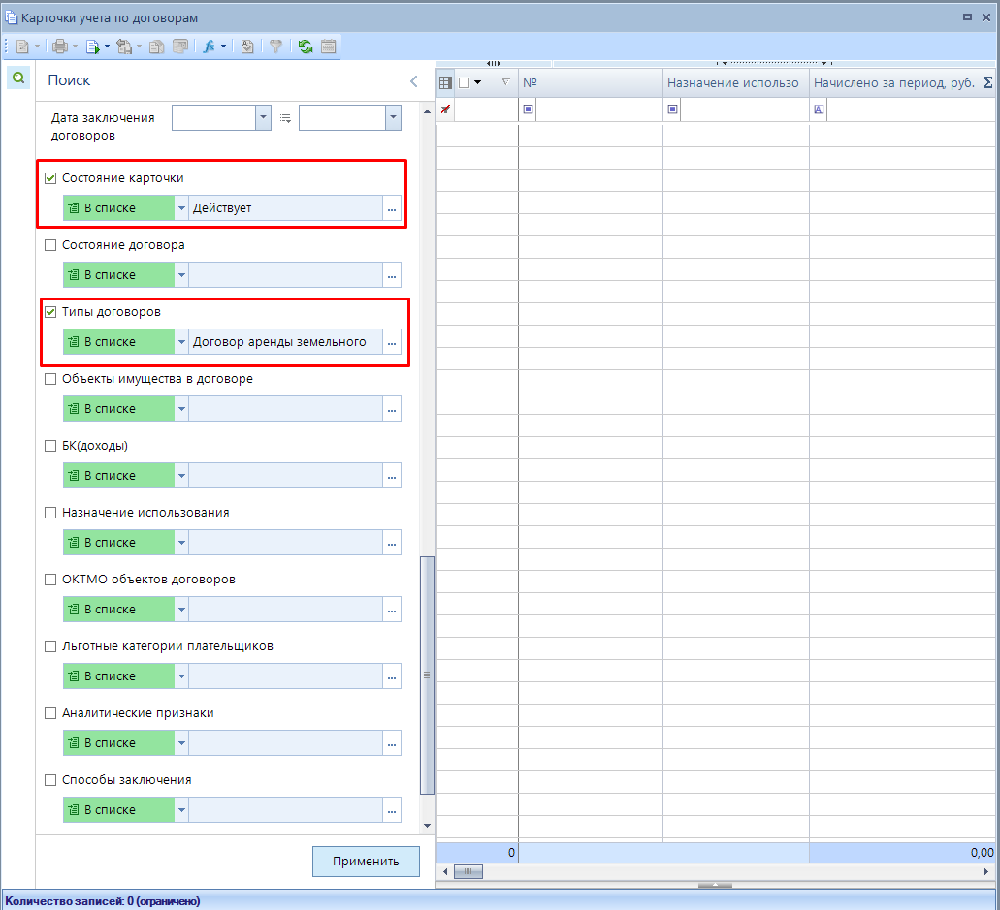 Карточки учета по договорам
Поиск
Дата заключения
договоров
Состояние карточки
В списке
Действует
...
Состояние договора
В списке
...
Типы договоров
В списке
Договор аренды земельного
...
Объекты имущества в договоре
В списке
...
БК(доходы)
В списке
...
Назначение использования
В списке
...
ОКТМО объектов договоров
В списке
...
Льготные категории плательщиков
В списке
...
Аналитические признаки
В списке
...
Способы заключения
В списке
...
Применить
№
Назначение использо
Начислено за период, руб. Σ
0
0,00
Количество записей: 0 (ограничено)